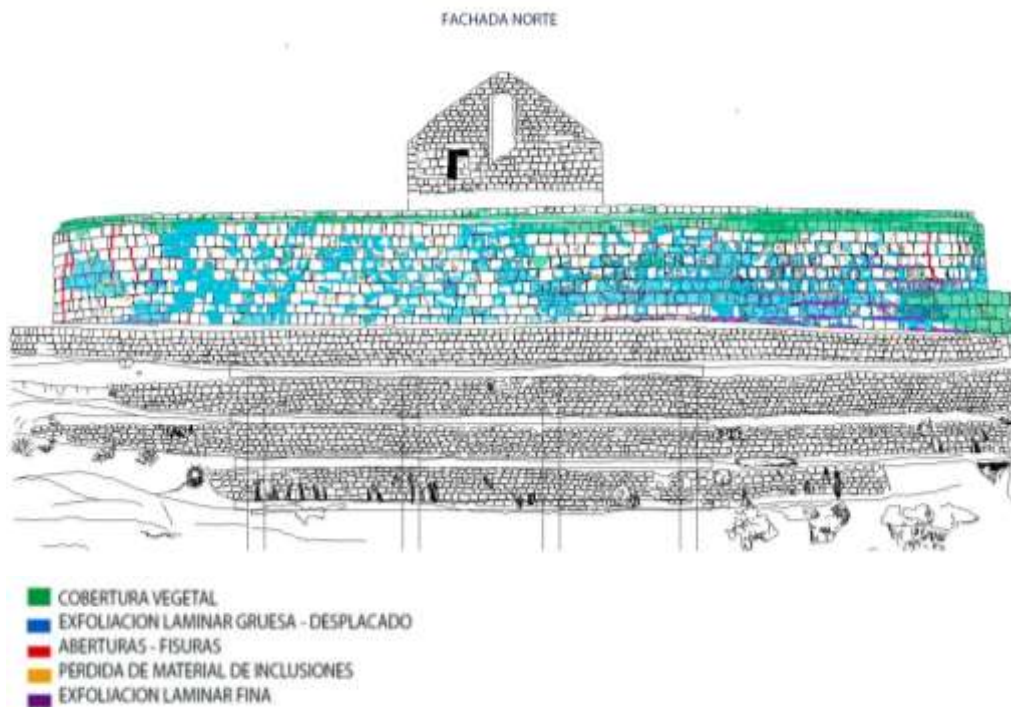 FACHADA NORTE
COBERTURA VEGETAL
EXFOLIACION LAMINAR GRUESA - DESPLACADO
ABERTURAS - FISURAS
PERDIDA DE MATERIAL DE INCLUSIONES
EXFOLIACION LAMINAR FINA